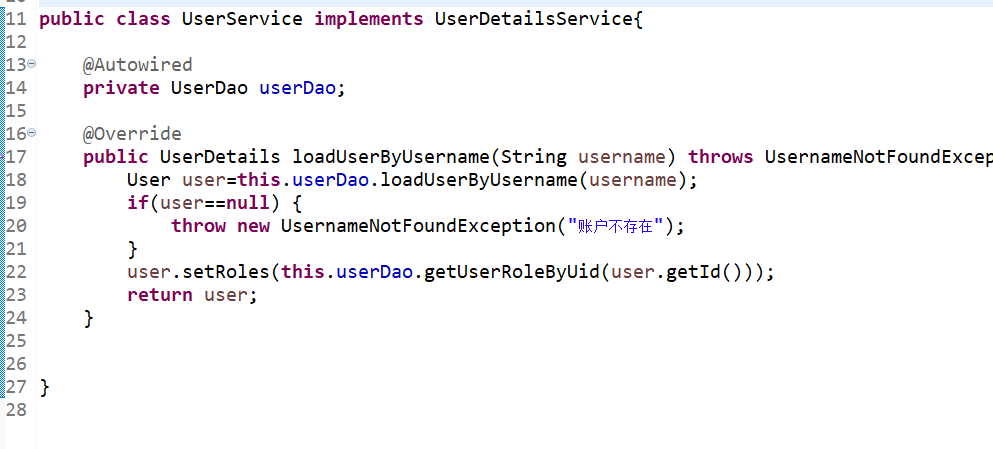 11 public class UserService implements UserDetailsService{
12
13 @Autowired
14 private UserDao userDao;
15
16 @Override
17 public UserDetails loadUserByUsername(String username) throws UsernameNotFoundExcep
18 User user=this.userDao.loadUserByUsername(username);
19 if(user==null) {
20 throw new UsernameNotFoundException("账户不存在");
21 }
22 user.setRoles(this.userDao.getUserRoleByUid(user.getId()));
23 return user;
24 }
25
26
27 }
28